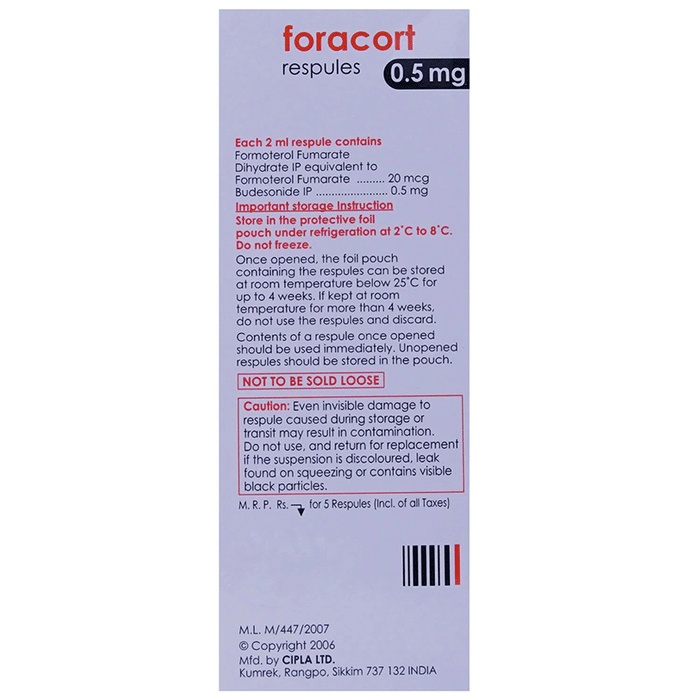 foracort
respules
0.5 mg
Each 2 ml respule contains
Formoterol Fumarate
Dihydrate IP equivalent to
Formoterol Fumarate ......... 20 mcg
Budesonide IP ....................... 0.5 mg
Important storage Instruction
Store in the protective foil
pouch under refrigeration at 2˚C to 8˚C.
Do not freeze.
Once opened, the foil pouch
containing the respules can be stored
at room temperature below 25˚C for
up to 4 weeks. If kept at room
temperature for more than 4 weeks,
do not use the respules and discard.
Contents of a respule once opened
should be used immediately. Unopened
respules should be stored in the pouch.
NOT TO BE SOLD LOOSE
Caution: Even invisible damage to
respule caused during storage or
transit may result in contamination.
Do not use, and return for replacement
if the suspension is discoloured, leak
found on squeezing or contains visible
black particles.
M. R. P. Rs. for 5 Respules (Incl. of all Taxes)
M.L. M/447/2007
© Copyright 2006
Mfd. by CIPLA LTD.
Kumrek, Rangpo, Sikkim 737 132 INDIA